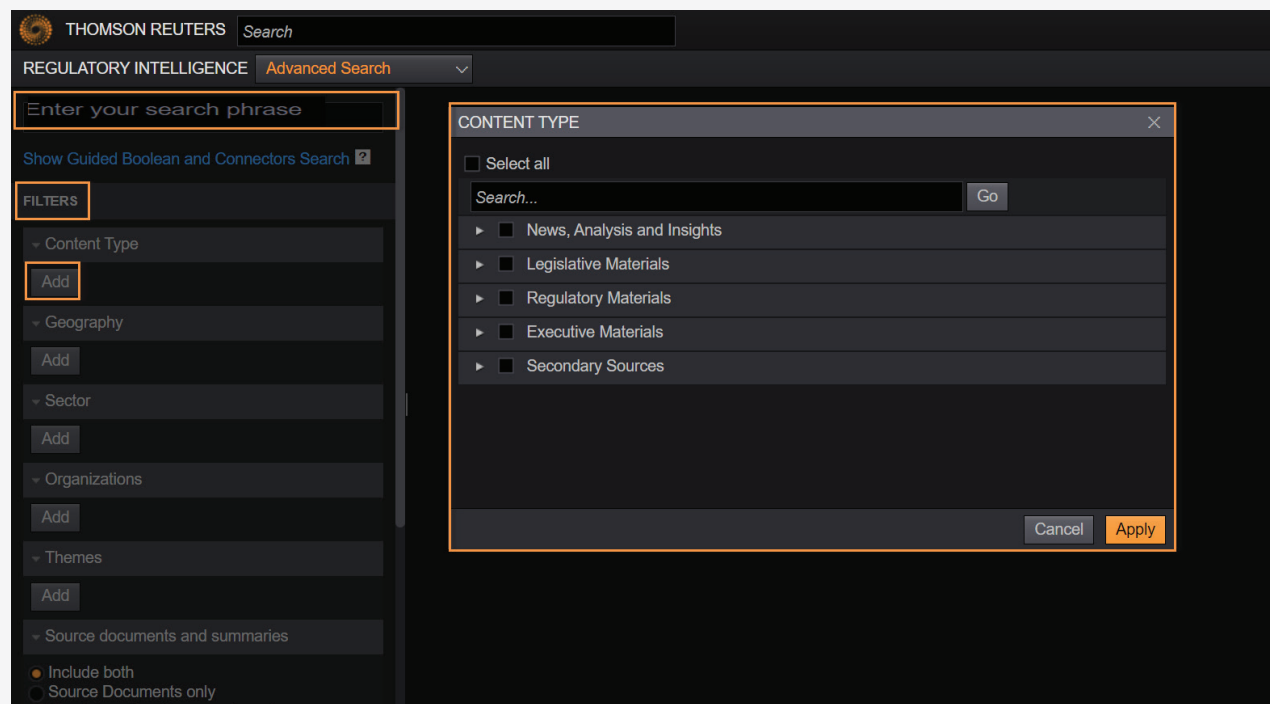 THOMSON REUTERS Search
REGULATORY INTELLIGENCE Advanced Search
Enter your search phrase
Show Guided Boolean and Connectors Search ?
FILTERS
Content Type
Add
Geography
Add
Sector
Add
Organizations
Add
Themes
Add
Source documents and summaries
Include both
Source Documents only
CONTENT TYPE
Select all
Search... Go
News, Analysis and Insights
Legislative Materials
Regulatory Materials
Executive Materials
Secondary Sources
Cancel Apply